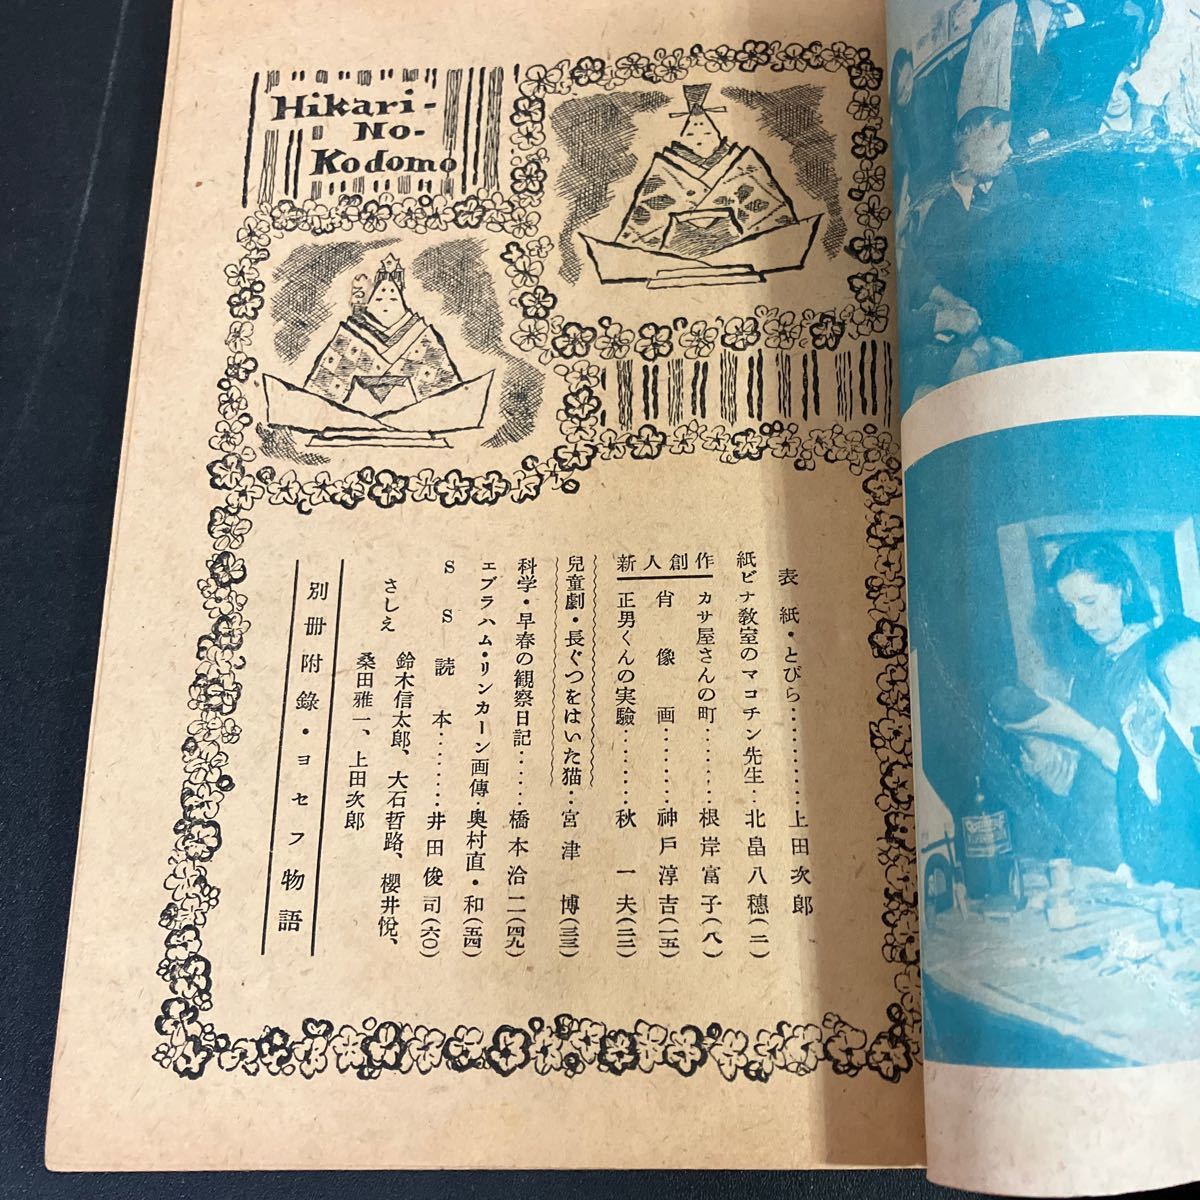 Hikari-
No-
Kodomo
表紙・とびら………上田次郎
紙ビナ教室のマコチン先生‥北畠八穂(二)
新人創作
カサ屋さんの町……根岸富子(八)
肖像画……神戸淳吉(一五)
正男くんの実驗……秋一夫(二二)
兒童劇・長ぐつをはいた猫‥宮津博(三三)
科学・早春の観察日記……橋本治二(四九)
エブラハム・リンカーン画傳・奥村直・和(五四)
SS読本……井田俊司(六〇)
さしえ 鈴木信太郎、大石哲路、櫻井悅、
桑田雅一、上田次郎
別冊附錄・ヨセフ物語